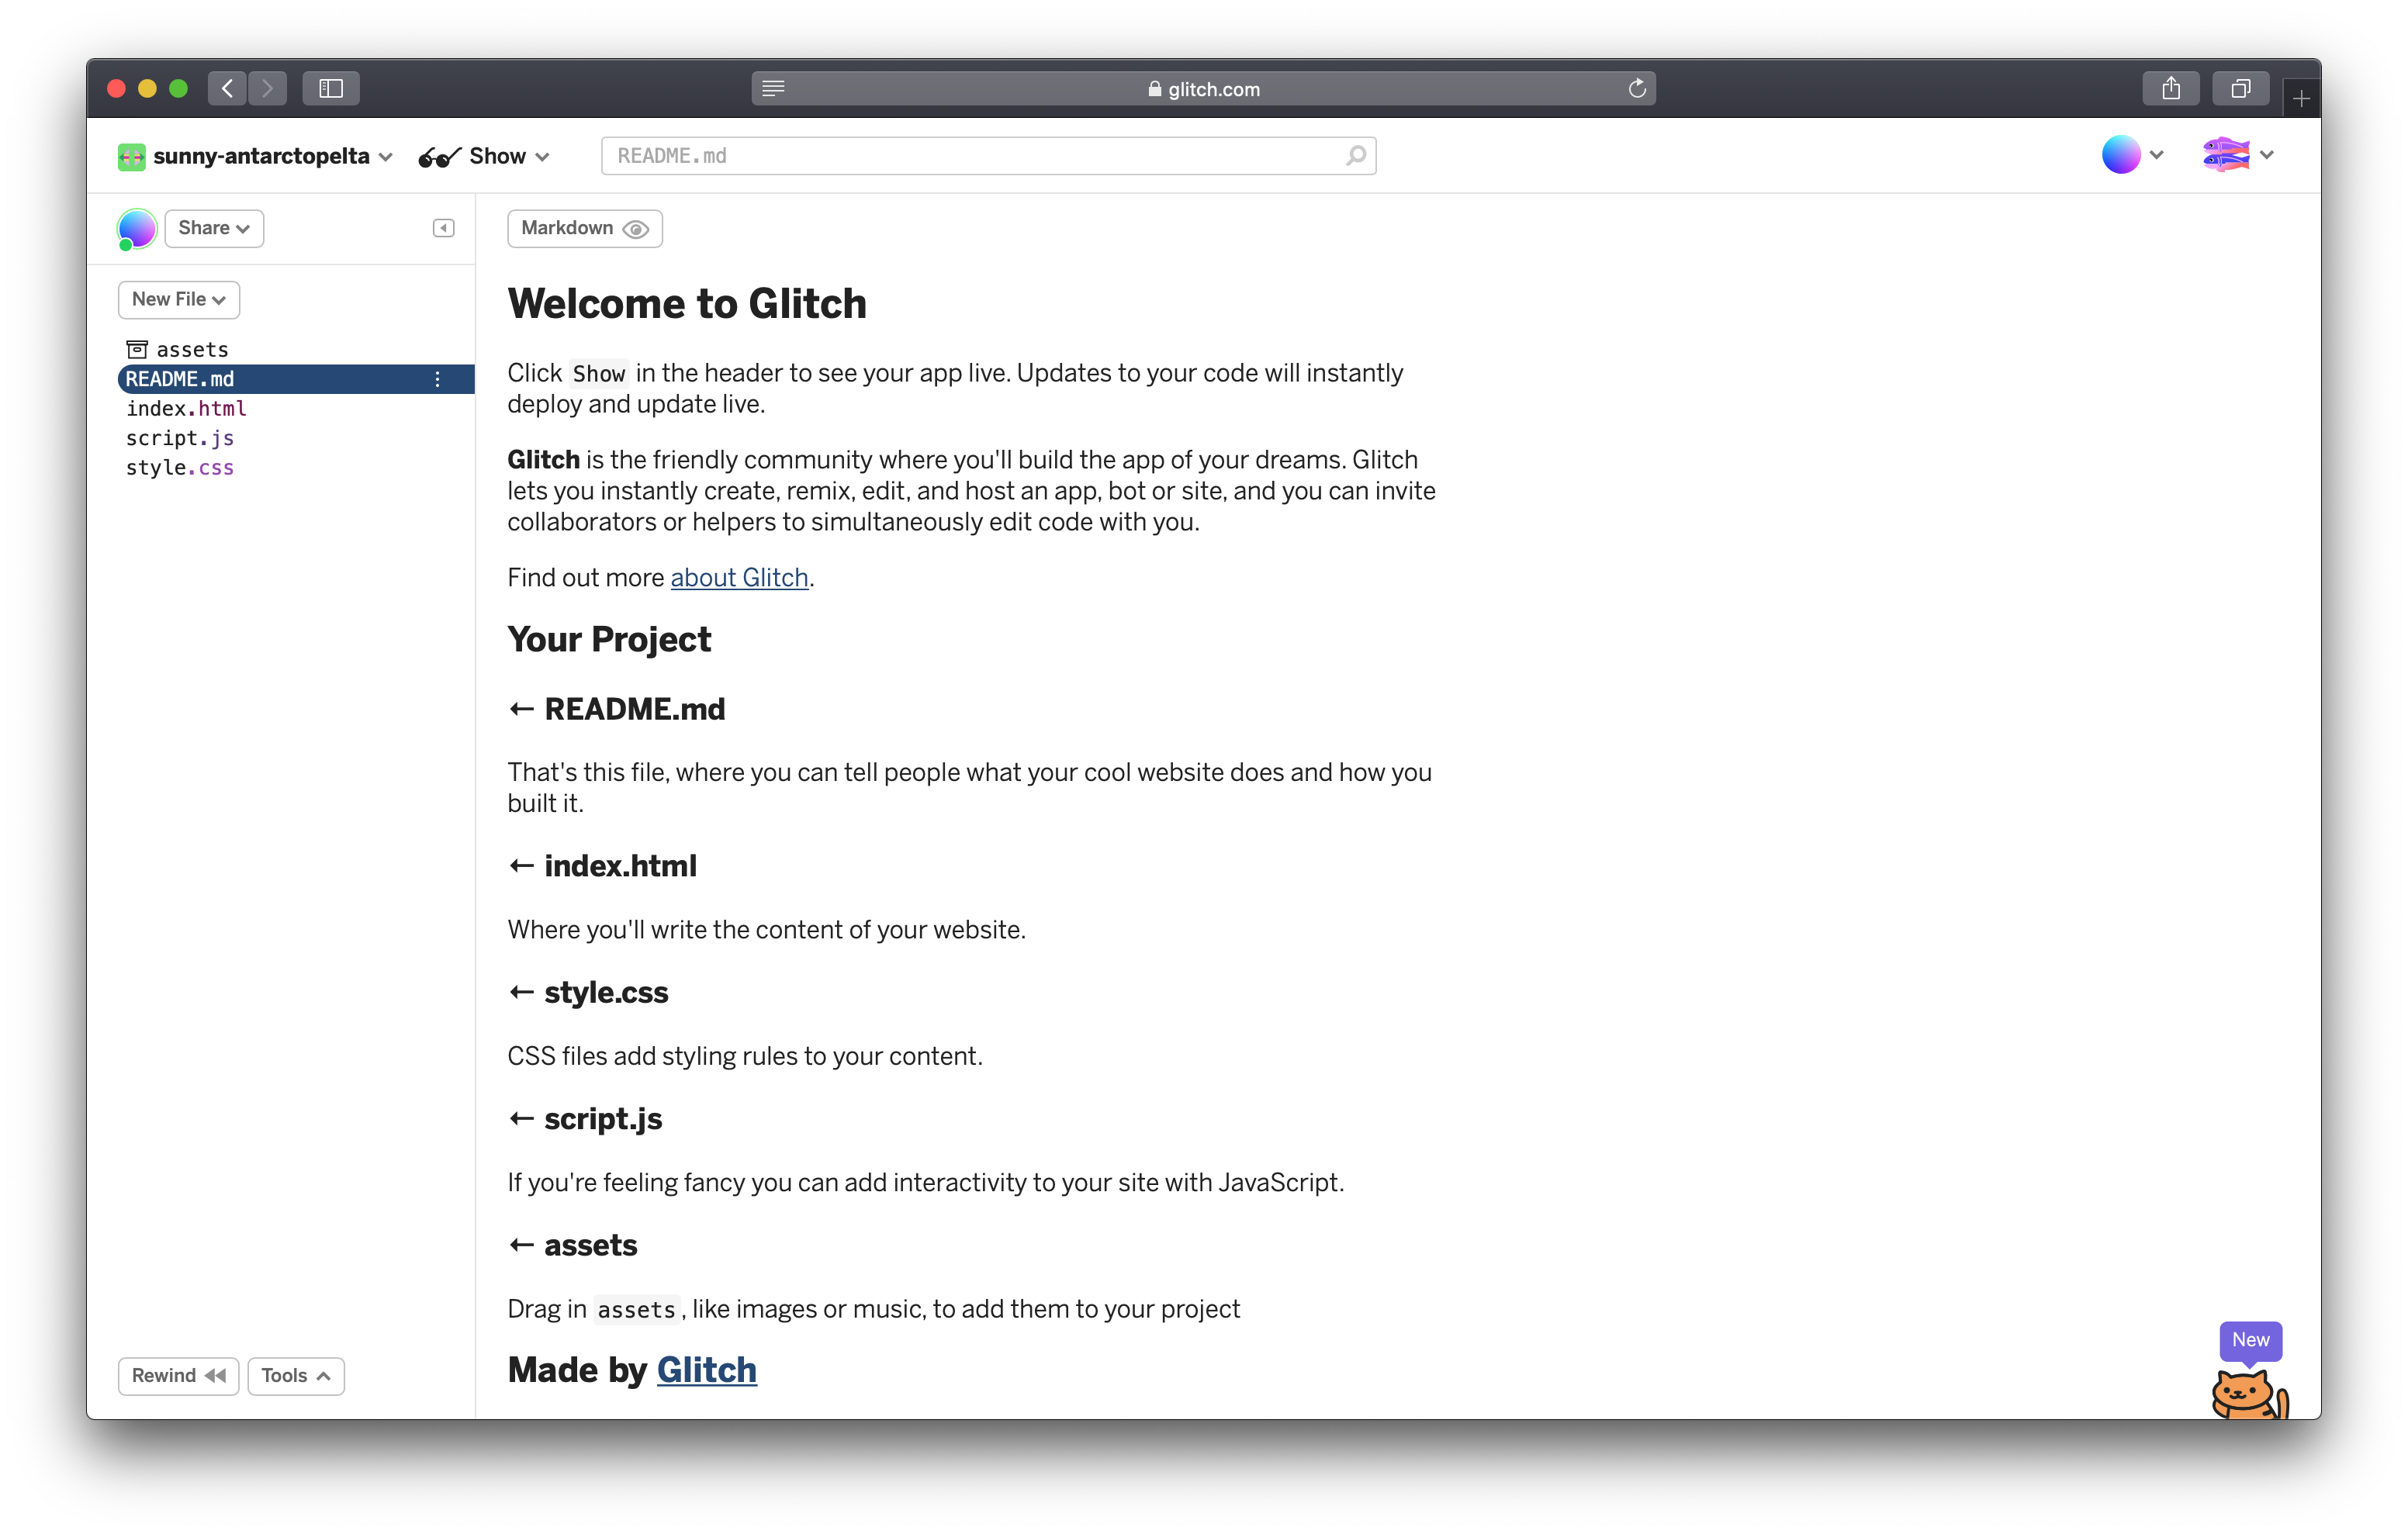 glitch.com
sunny-antarctopelta
Show
README.md
Share
Markdown
New File
assets
README.md
index.html
script.js
style.css
Welcome to Glitch
Click Show in the header to see your app live. Updates to your code will instantly
deploy and update live.
Glitch is the friendly community where you'll build the app of your dreams. Glitch
lets you instantly create, remix, edit, and host an app, bot or site, and you can invite
collaborators or helpers to simultaneously edit code with you.
Find out more about Glitch.
Your Project
← README.md
That's this file, where you can tell people what your cool website does and how you
built it.
← index.html
Where you'll write the content of your website.
← style.css
CSS files add styling rules to your content.
← script.js
If you're feeling fancy you can add interactivity to your site with JavaScript.
← assets
Drag in assets, like images or music, to add them to your project
Made by Glitch
Rewind
Tools
New